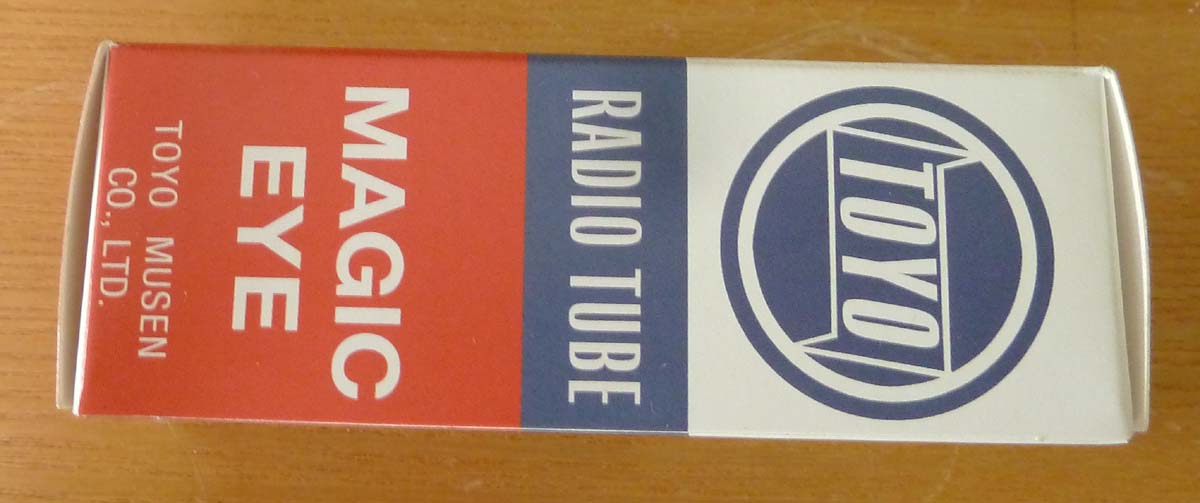 TOYO
RADIO TUBE
MAGIC
EYE
TOYO MUSEN
CO., LTD.